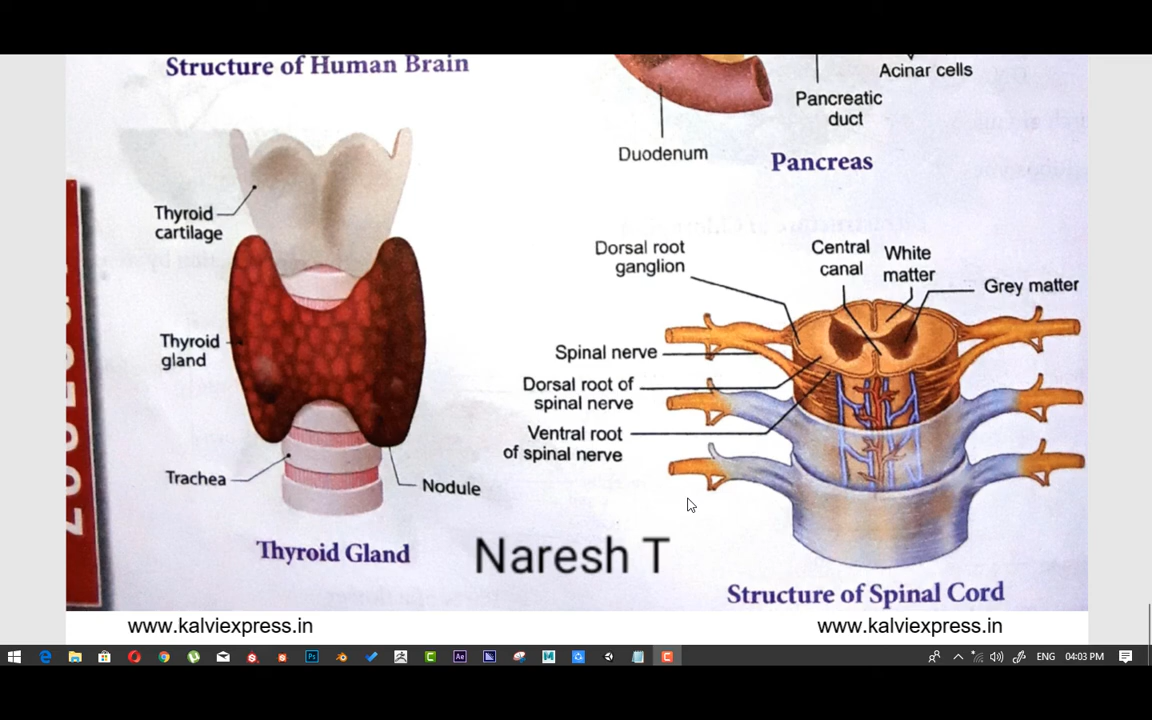 Structure of Human Brain
Acinar cells
Pancreatic
duct
Duodenum
Pancreas
Thyroid
cartilage
Thyroid
gland
Trachea
Nodule
Thyroid Gland
Dorsal root
ganglion
Central
canal
White
matter
Grey matter
Spinal nerve
Dorsal root of
spinal nerve
Ventral root
of spinal nerve
Naresh T
Structure of Spinal Cord
www.kalviexpress.in
www.kalviexpress.in
ENG
04:03 PM